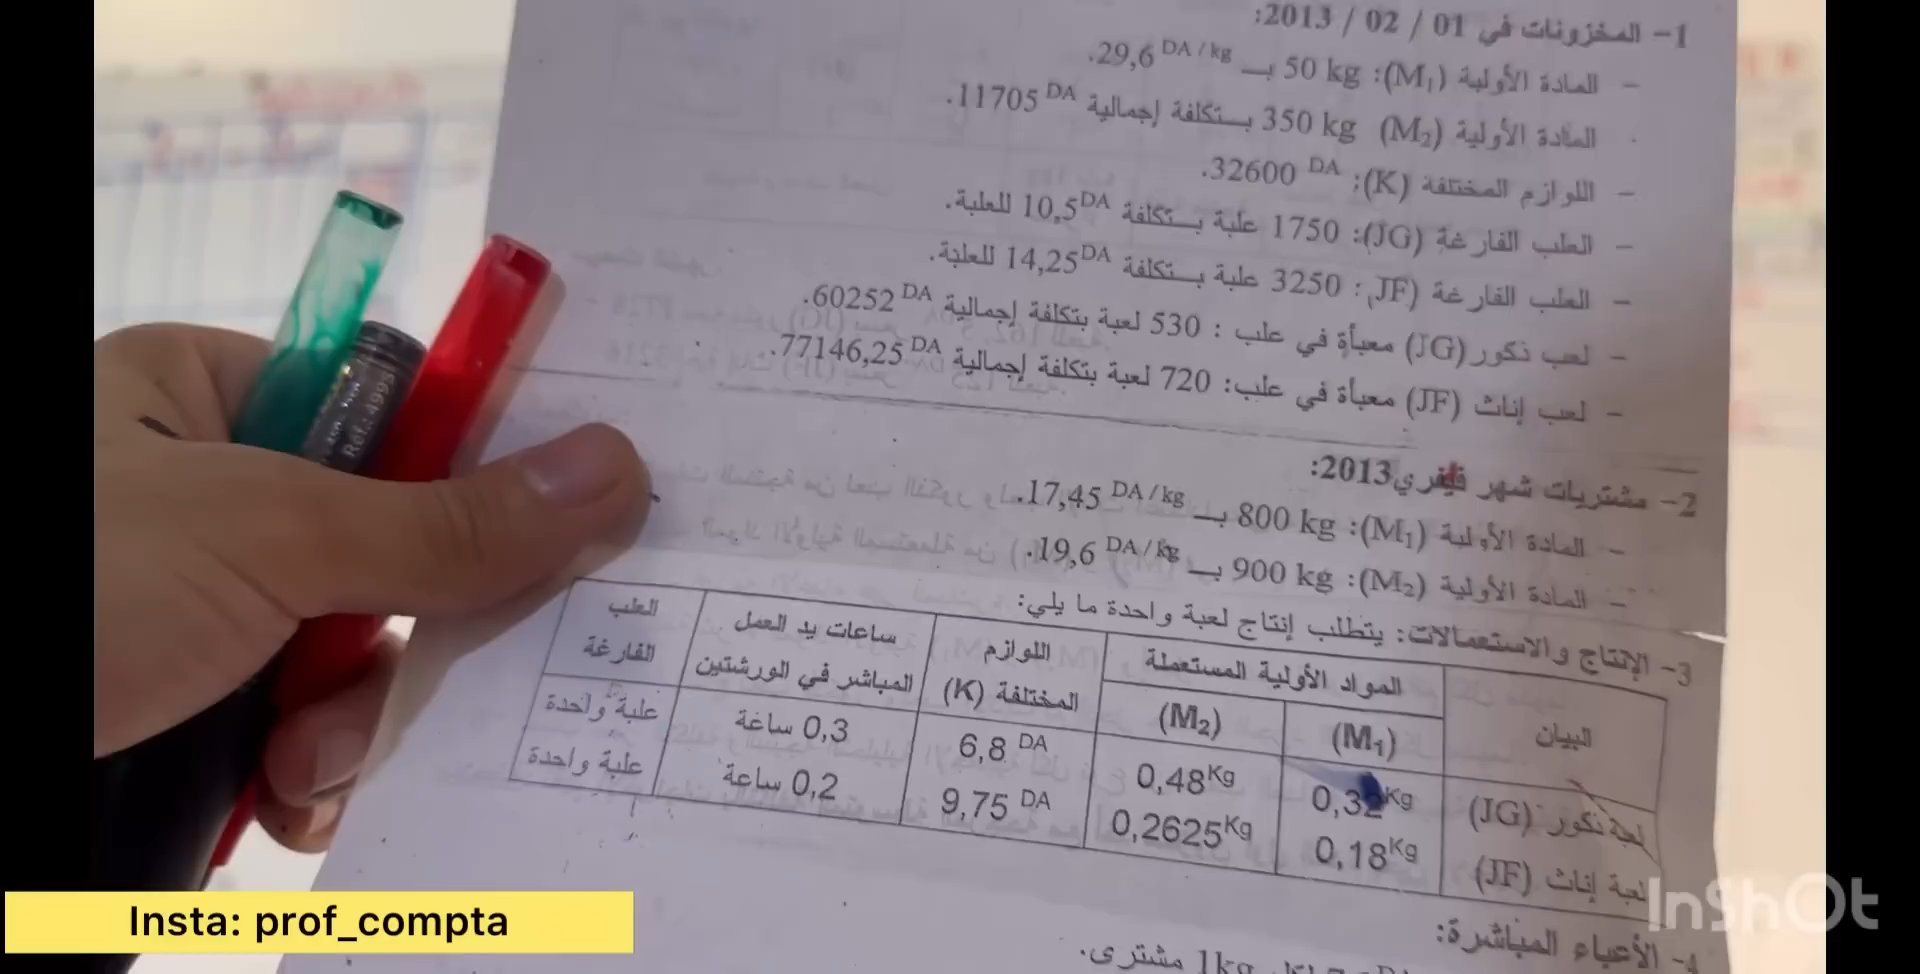 1- المخزونات في 01 / 02 / 2013:
- المادة الأولية (M₁): 50 kg بـ 29,6 DA/kg.
المادة الأولية (M₂) 350 kg بـتكلفة إجمالية 11705 DA.
- اللوازم المختلفة (K): 32600 DA.
- العلب الفارغة (JG): 1750 علبة بـتكلفة 10,5 DA للعلبة.
- العلب الفارغة (JF: 3250 علبة بـتكلفة 14,25 DA للعلبة.
- لعب ذكور (JG) معبأة في علب : 530 لعبة بتكلفة إجمالية 60252 DA.
- لعب إناث (JF) معبأة في علب: 720 لعبة بتكلفة إجمالية 77146,25 DA.
2- مشتريات شهر فيفري 2013:
- المادة الأولية (M₁): 800 kg بـ 17,45 DA/kg.
- المادة الأولية (M₂): 900 kg بـ 19,6 DA/kg.
3- الإنتاج والاستعمالات: يتطلب إنتاج لعبة واحدة ما يلي:
البيان المواد الأولية المستعملة اللوازم المختلفة (K) ساعات يد العمل المباشر في الورشتين العلب الفارغة
(M₁) (M₂)
لعبة ذكور (JG) 0,32 Kg 0,48 Kg 6,8 DA 0,3 ساعة علبة واحدة
لعبة إناث (JF) 0,18 Kg 0,2625 Kg 9,75 DA 0,2 ساعة علبة واحدة
4- الأعباء المباشرة:
1kg مشترى.
Ref.: 4995
Insta: prof_compta
InShOt